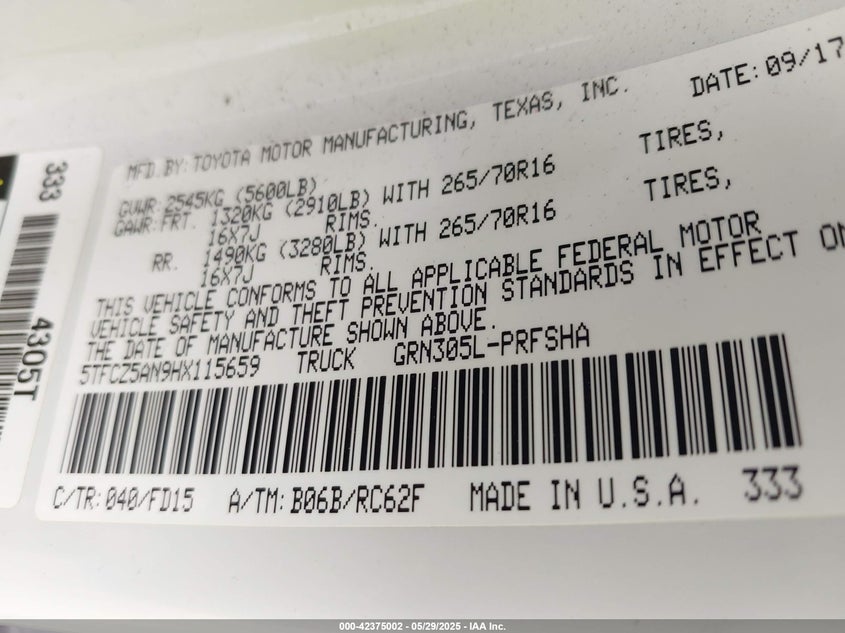 MFD. BY: TOYOTA MOTOR MANUFACTURING, TEXAS, INC. DATE: 09/17
GVWR: 2545KG (5600LB)
GAWR: FRT. 1320KG (2910LB) WITH 265/70R16 TIRES,
16X7J RIMS.
RR. 1490KG (3280LB) WITH 265/70R16 TIRES,
16X7J RIMS.
THIS VEHICLE CONFORMS TO ALL APPLICABLE FEDERAL MOTOR
VEHICLE SAFETY AND THEFT PREVENTION STANDARDS IN EFFECT ON
THE DATE OF MANUFACTURE SHOWN ABOVE.
5TFCZ5AN9HX115659 TRUCK GRN305L-PRFSHA
C/TR: 040/FD15 A/TM: B06B/RC62F MADE IN U.S.A. 333
333
4305T
000-42375002 - 05/29/2025 - IAA Inc.